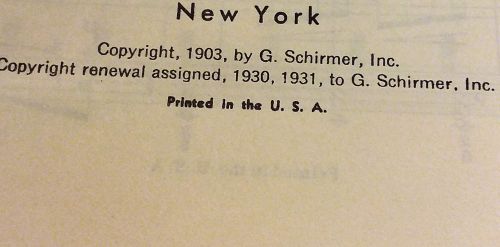 New York
Copyright, 1903, by G. Schirmer, Inc.
Copyright renewal assigned, 1930, 1931, to G. Schirmer, Inc.
Printed in the U. S. A.